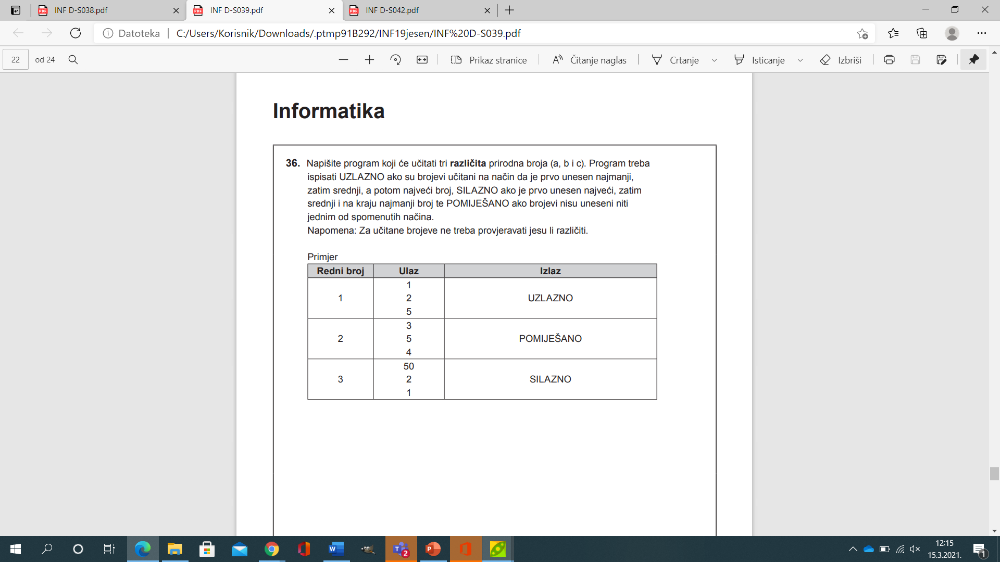 INF D-S038.pdf
INF D-S039.pdf
INF D-S042.pdf
Datoteka
C:/Users/Korisnik/Downloads/.ptmp91B292/INF19jesen/INF%20D-S039.pdf
22 od 24
Prikaz stranice
Čitanje naglas
Crtanje
Isticanje
Izbriši
Informatika
36. Napišite program koji će učitati tri različita prirodna broja (a, b i c). Program treba
ispisati UZLAZNO ako su brojevi učitani na način da je prvo unesen najmanji,
zatim srednji, a potom najveći broj, SILAZNO ako je prvo unesen najveći, zatim
srednji i na kraju najmanji broj te POMIJEŠANO ako brojevi nisu uneseni niti
jednim od spomenutih načina.
Napomena: Za učitane brojeve ne treba provjeravati jesu li različiti.
Primjer
Redni broj Ulaz Izlaz
1
1 2 UZLAZNO
5
3
2 5 POMIJEŠANO
4
50
3 2 SILAZNO
1
12:15
15.3.2021.
2
1